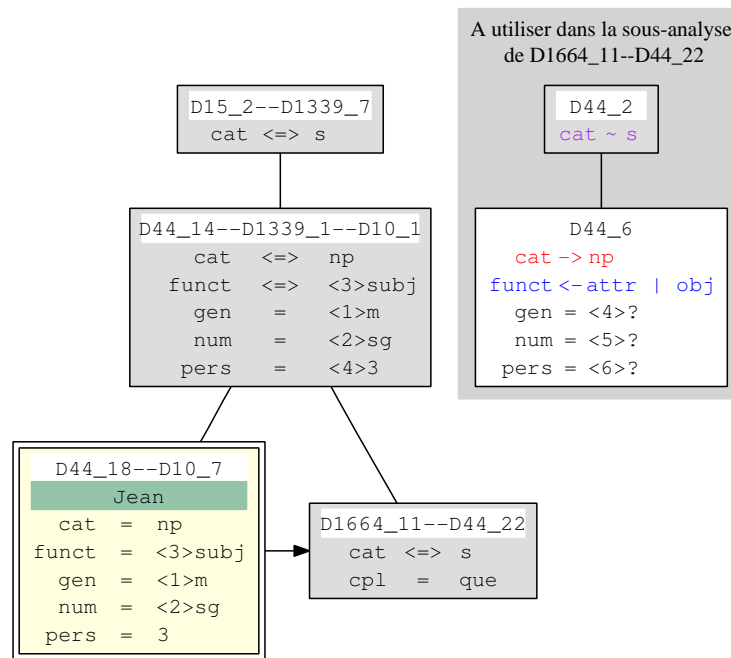 A utiliser dans la sous-analyse
de D1664_11--D44_22
D15_2--D1339_7
cat <=> s
D44_2
cat ~ s
D44_14--D1339_1--D10_1
cat <=> np
funct <=> <3>subj
gen = <1>m
num = <2>sg
pers = <4>3
D44_6
cat -> np
funct <- attr | obj
gen = <4>?
num = <5>?
pers = <6>?
D44_18--D10_7
Jean
cat = np
funct = <3>subj
gen = <1>m
num = <2>sg
pers = 3
D1664_11--D44_22
cat <=> s
cpl = que